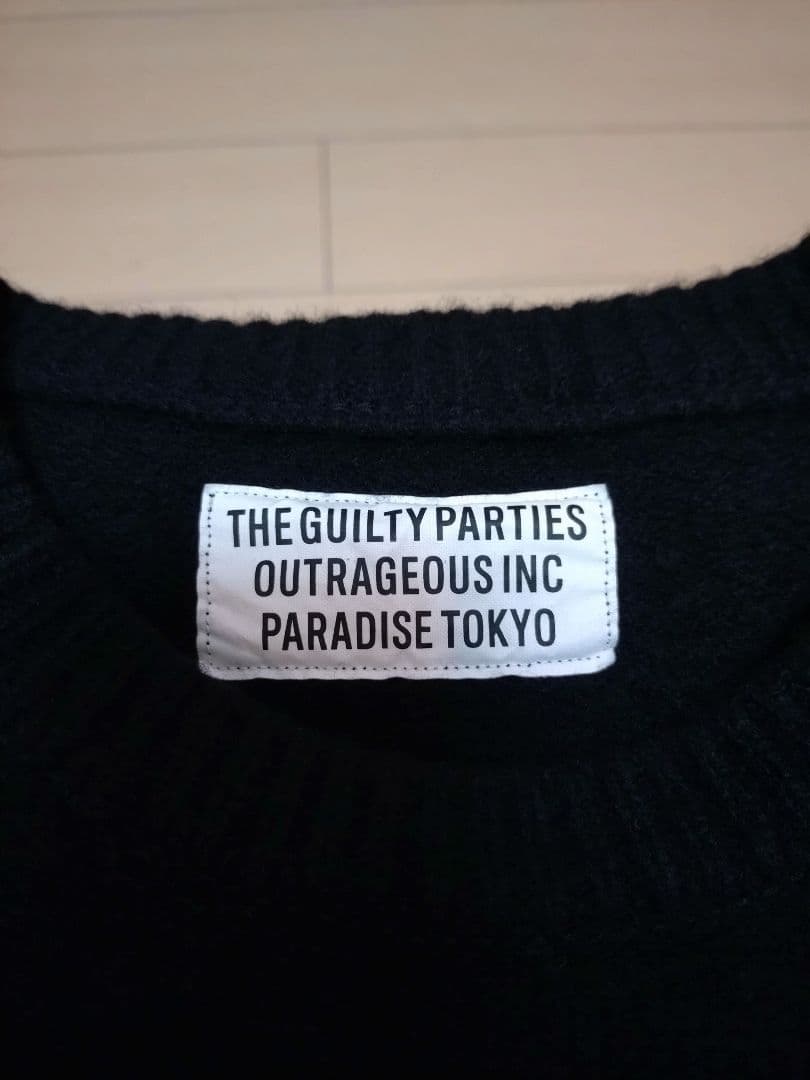 THE GUILTY PARTIES
OUTRAGEOUS INC
PARADISE TOKYO